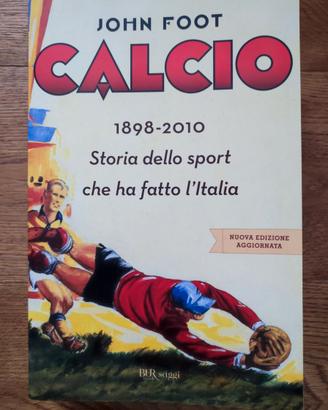 JOHN FOOT
CALCIO
1898-2010
Storia dello sport
che ha fatto l'Italia
NUOVA EDIZIONE
AGGIORNATA
BUR saggi